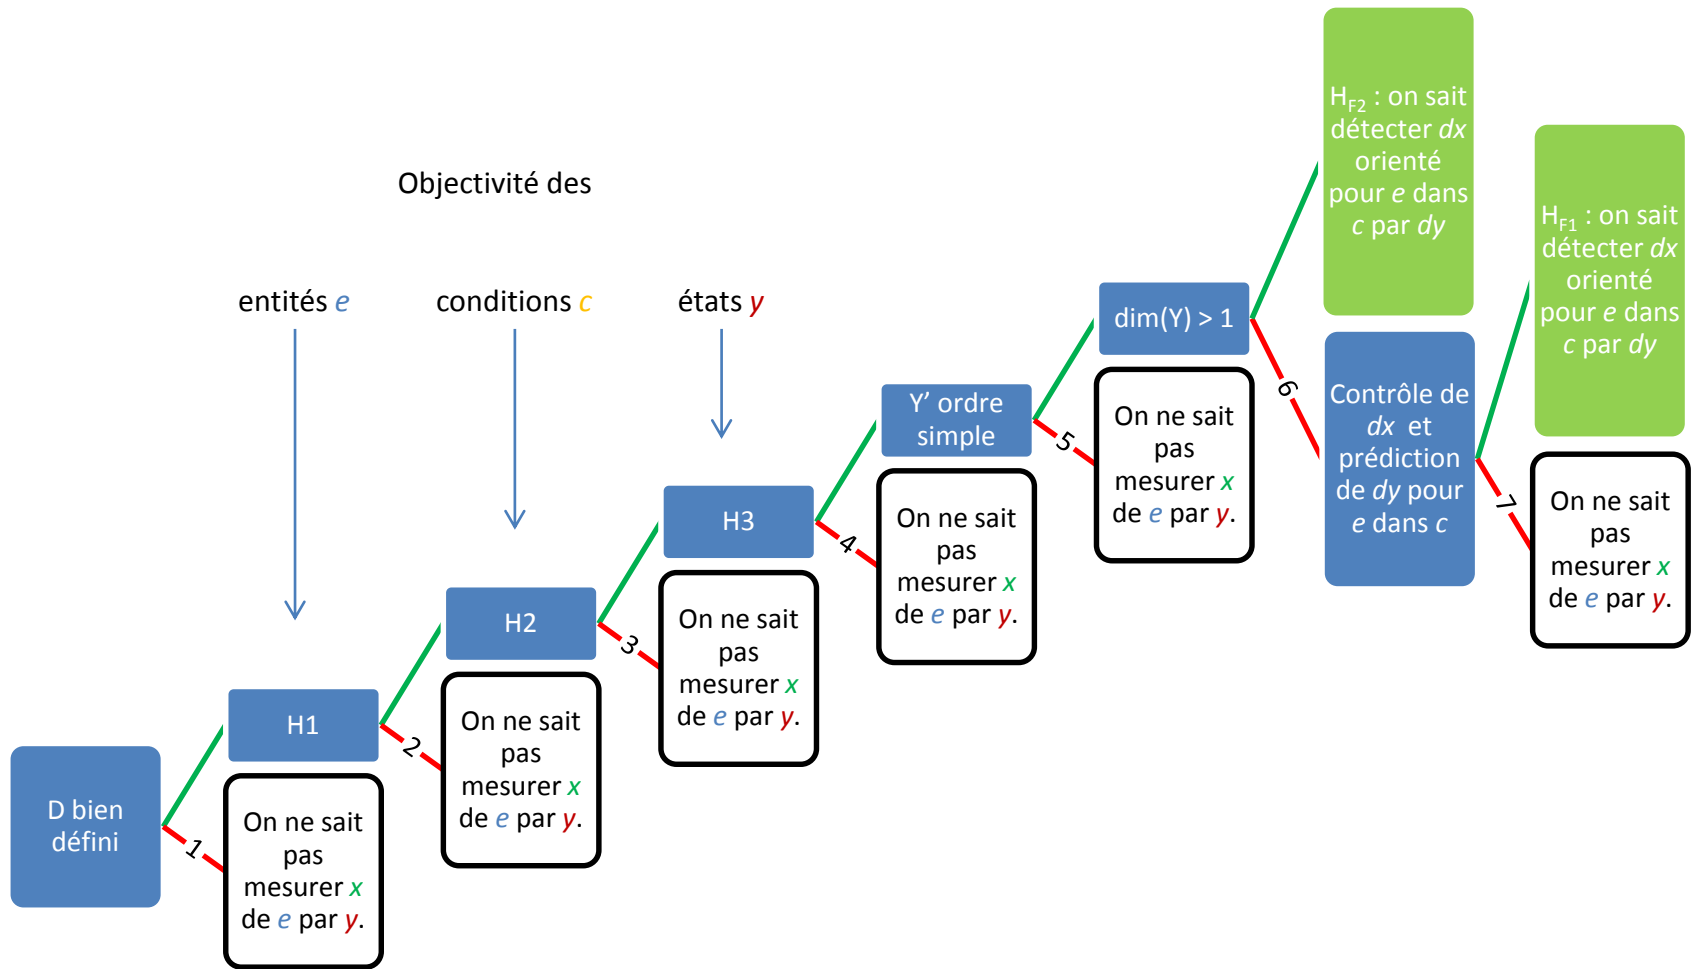 Objectivité des
entités e
conditions c
états y
D bien
défini
1
H1
On ne sait
pas
mesurer x
de e par y.
2
H2
On ne sait
pas
mesurer x
de e par y.
3
H3
On ne sait
pas
mesurer x
de e par y.
4
Y’ ordre
simple
On ne sait
pas
mesurer x
de e par y.
5
dim(Y) > 1
On ne sait
pas
mesurer x
de e par y.
6
HF2 : on sait
détecter dx
orienté
pour e dans
c par dy
Contrôle de
dx et
prédiction
de dy pour
e dans c
7
HF1 : on sait
détecter dx
orienté
pour e dans
c par dy
On ne sait
pas
mesurer x
de e par y.